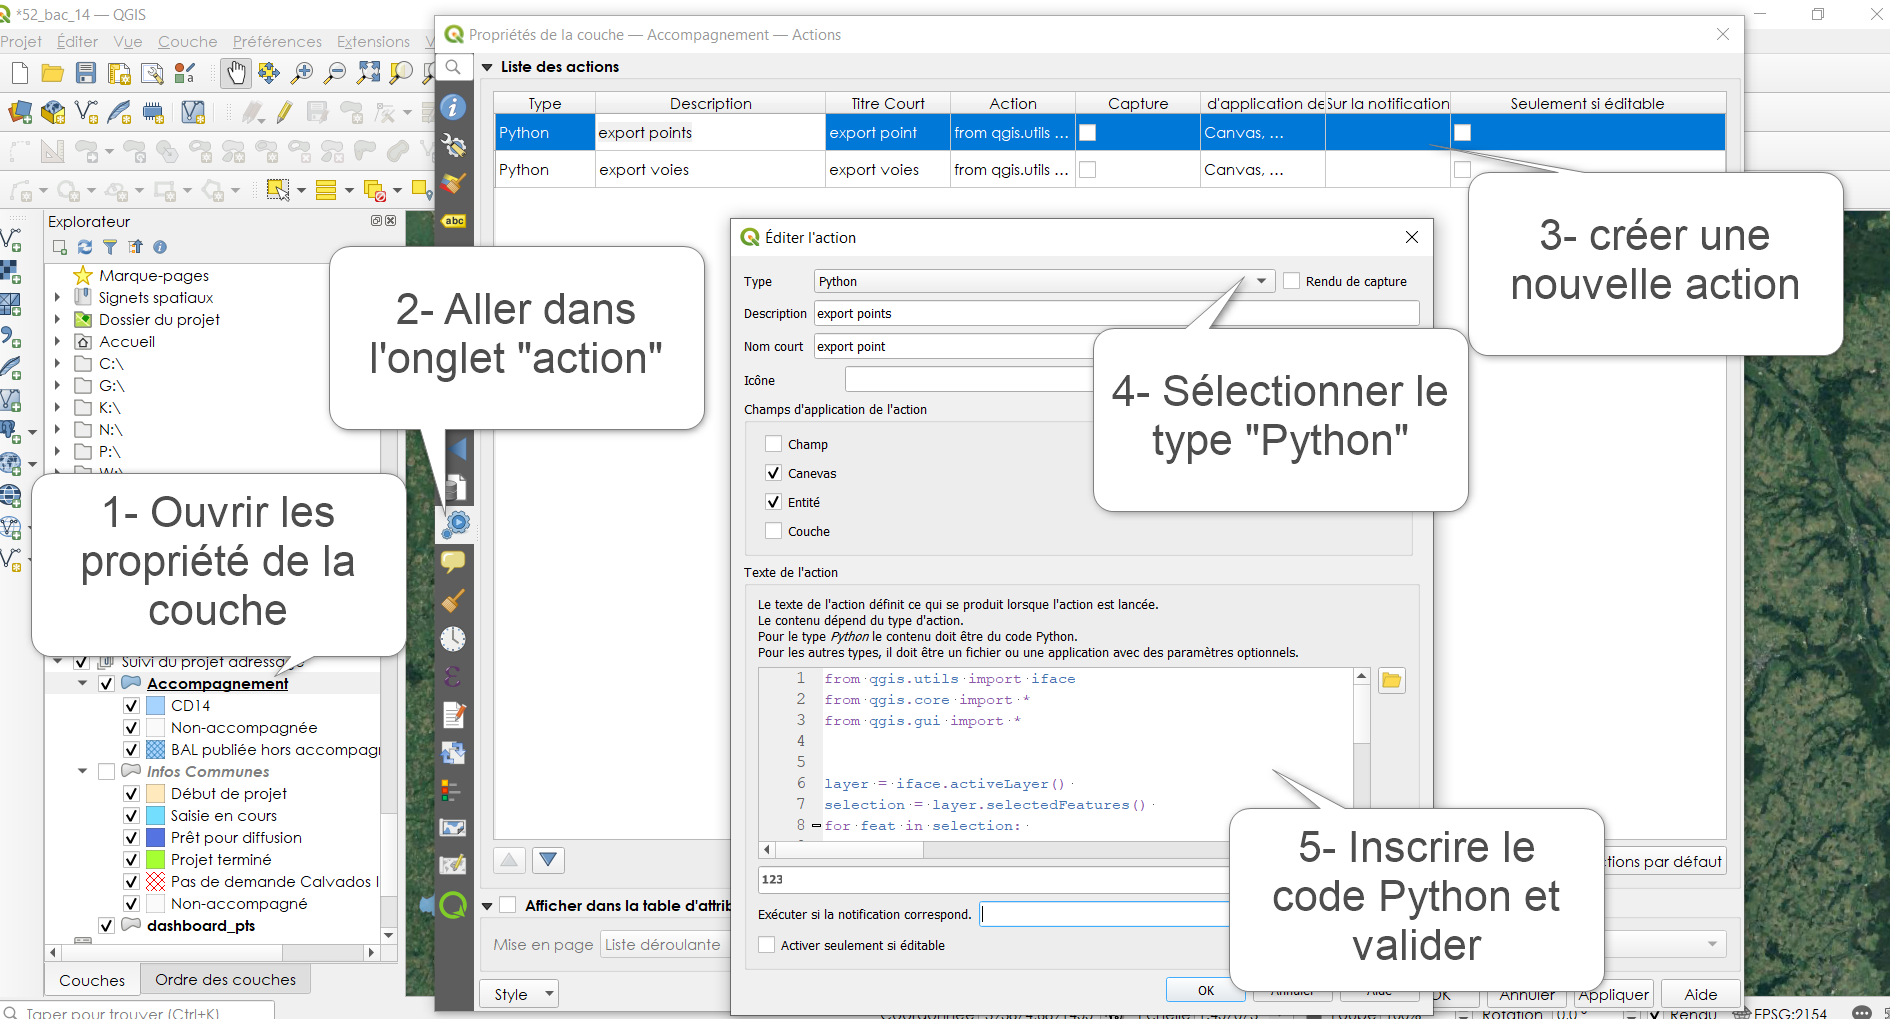 *52_bac_14 — QGIS
Projet Éditer Vue Couche Préférences Extensions
Propriétés de la couche — Accompagnement — Actions
Liste des actions
Type Description Titre Court Action Capture d'application de Sur la notification Seulement si éditable
Python export points export point from qgis.utils ... Canvas, ...
Python export voies export voies from qgis.utils ... Canvas, ...
Explorateur
Marque-pages
Signets spatiaux
Dossier du projet
Accueil
C:\
G:\
K:\
N:\
P:\
W:\
abc
1- Ouvrir les
propriété de la
couche
2- Aller dans
l'onglet "action"
3- créer une
nouvelle action
4- Sélectionner le
type "Python"
5- Inscrire le
code Python et
valider
Suivi du projet adressage
Accompagnement
CD14
Non-accompagnée
BAL publiée hors accompagn
Infos Communes
Début de projet
Saisie en cours
Prêt pour diffusion
Projet terminé
Pas de demande Calvados I
Non-accompagné
dashboard_pts
Couches Ordre des couches
Taper pour trouver (Ctrl+K)
Éditer l'action
Type Python Rendu de capture
Description export points
Nom court export point
Icône
Champs d'application de l'action
Champ
Canevas
Entité
Couche
Texte de l'action
Le texte de l'action définit ce qui se produit lorsque l'action est lancée.
Le contenu dépend du type d'action.
Pour le type Python le contenu doit être du code Python.
Pour les autres types, il doit être un fichier ou une application avec des paramètres optionnels.
1 from qgis.utils import iface
2 from qgis.core import *
3 from qgis.gui import *
4
5
6 layer = iface.activeLayer()
7 selection = layer.selectedFeatures()
8 for feat in selection:
123
Exécuter si la notification correspond.
Activer seulement si éditable
OK Annuler Aide
tions par défaut
Afficher dans la table d'attrib
Mise en page Liste déroulante
Style
OK Annuler Appliquer Aide
Rotation 0,0 ° Rendu EPSG:2154